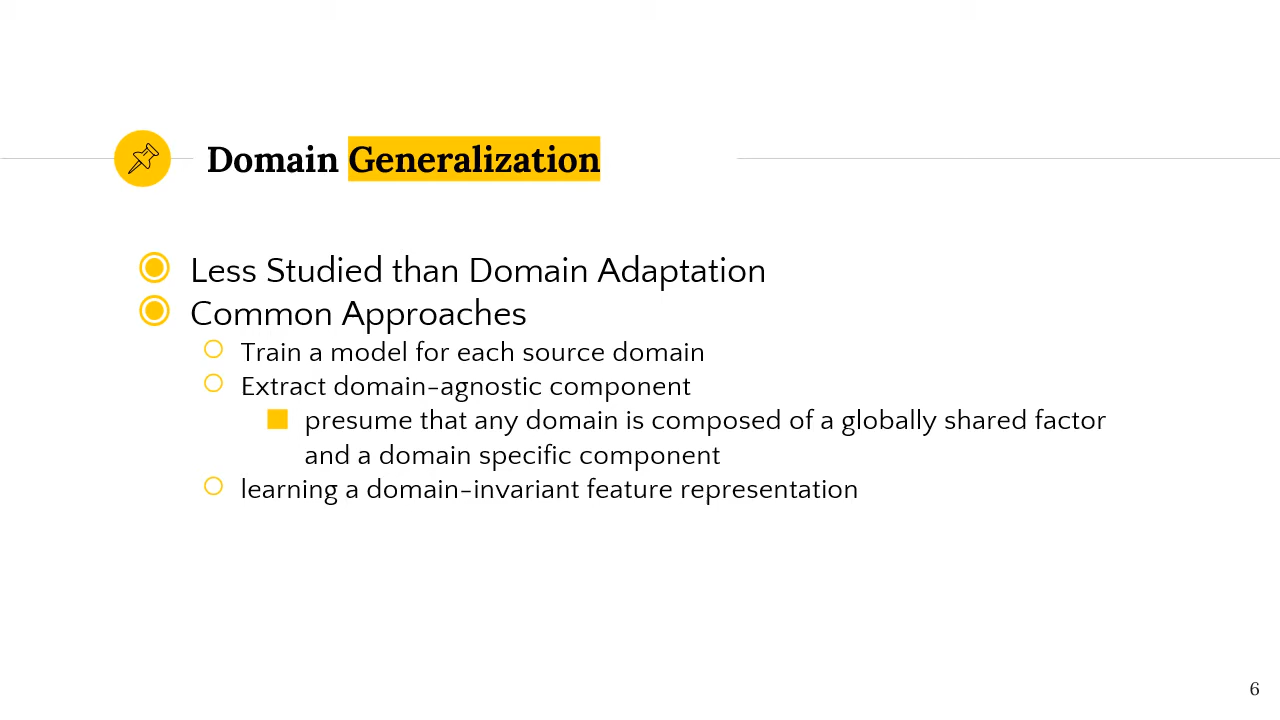 Domain Generalization
Less Studied than Domain Adaptation
Common Approaches
Train a model for each source domain
Extract domain-agnostic component
presume that any domain is composed of a globally shared factor
and a domain specific component
learning a domain-invariant feature representation
6